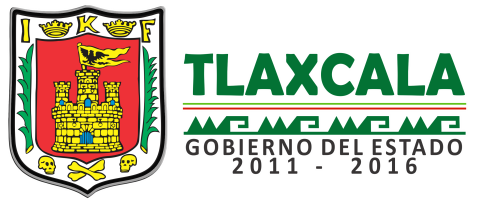 I K F
TLAXCALA
GOBIERNO DEL ESTADO
2011 - 2016